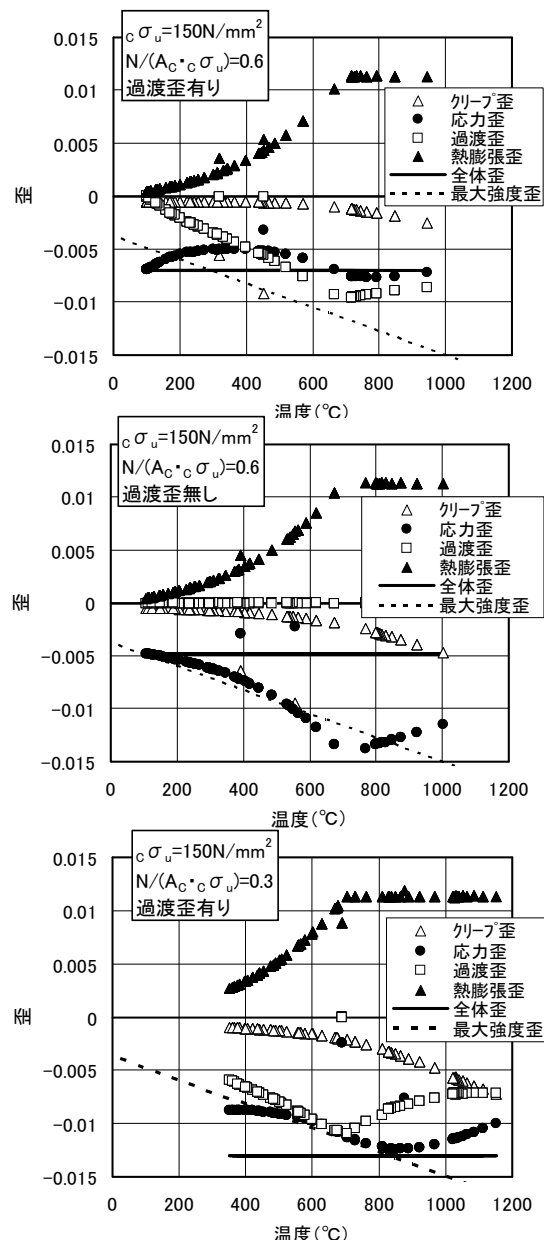 cσu=150N/mm²
N/(AC・cσu)=0.6
過渡歪有り
0.015
0.01
0.005
0
−0.005
−0.01
−0.015
歪
クリープ歪
応力歪
過渡歪
熱膨張歪
全体歪
最大強度歪
0 200 400 600 800 1000 1200
温度(℃)
cσu=150N/mm²
N/(AC・cσu)=0.6
過渡歪無し
0.015
0.01
0.005
0
−0.005
−0.01
−0.015
歪
クリープ歪
応力歪
過渡歪
熱膨張歪
全体歪
最大強度歪
0 200 400 600 800 1000 1200
温度(℃)
cσu=150N/mm²
N/(AC・cσu)=0.3
過渡歪有り
0.015
0.01
0.005
0
−0.005
−0.01
−0.015
歪
クリープ歪
応力歪
過渡歪
熱膨張歪
全体歪
最大強度歪
0 200 400 600 800 1000 1200
温度(℃)